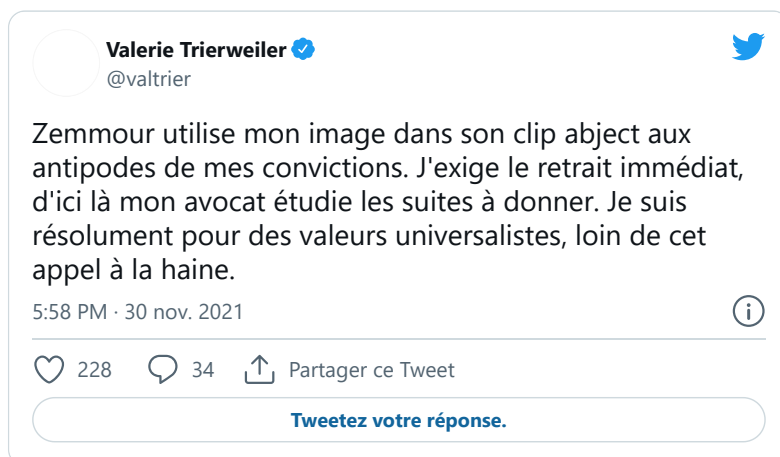 Valerie Trierweiler
@valtrier
Zemmour utilise mon image dans son clip abject aux
antipodes de mes convictions. J'exige le retrait immédiat,
d'ici là mon avocat étudie les suites à donner. Je suis
résolument pour des valeurs universalistes, loin de cet
appel à la haine.
5:58 PM · 30 nov. 2021
228 34 Partager ce Tweet
Tweetez votre réponse.